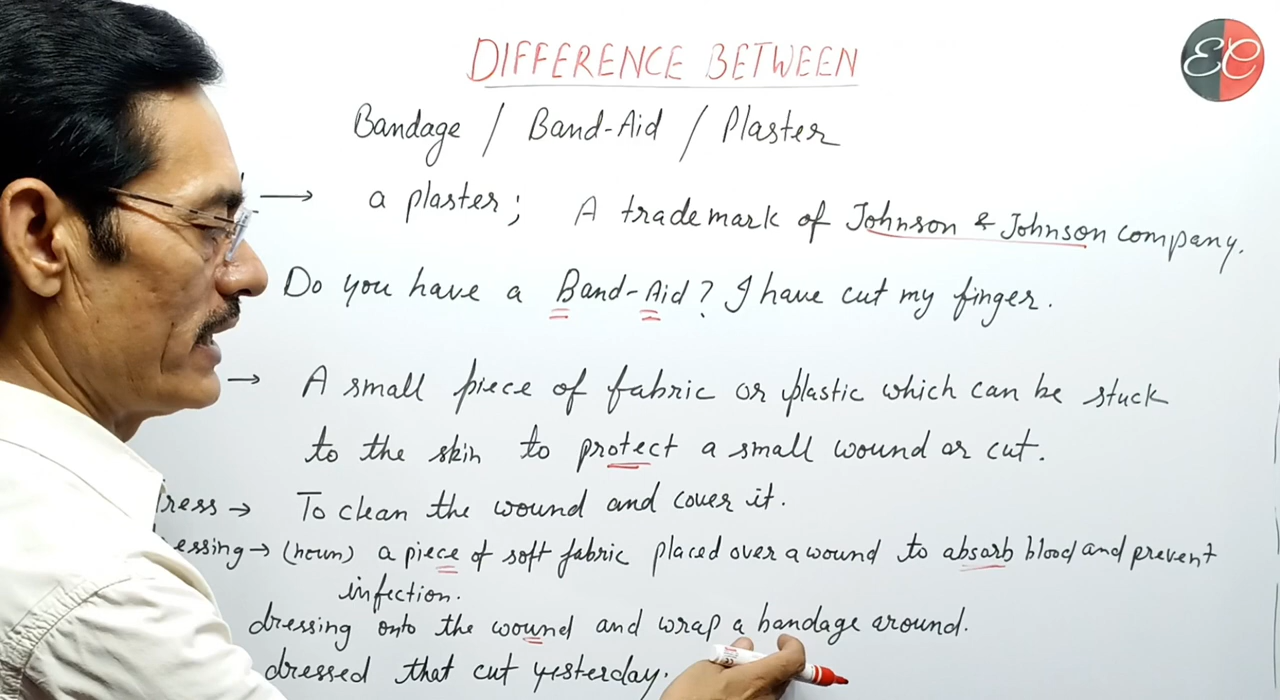 DIFFERENCE BETWEEN
EC
Bandage / Band-Aid / Plaster
→ a plaster; A trademark of Johnson & Johnson company.
Do you have a Band-Aid? I have cut my finger.
→ A small piece of fabric or plastic which can be stuck
to the skin to protect a small wound or cut.
ress → To clean the wound and cover it.
essing → (noun) a piece of soft fabric placed over a wound to absorb blood and prevent
infection.
dressing onto the wound and wrap a bandage around.
dressed that cut yesterday.